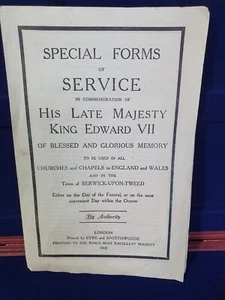 SPECIAL FORMS
OF
SERVICE
IN COMMEMORATION OF
HIS LATE MAJESTY
KING EDWARD VII
OF BLESSED AND GLORIOUS MEMORY
TO BE USED IN ALL
CHURCHES AND CHAPELS IN ENGLAND AND WALES
AND IN THE
TOWN OF BERWICK-UPON-TWEED
Either on the Day of the Funeral, or on the most
convenient Day within the Octave
By Authority
LONDON
Printed by EYRE AND SPOTTISWOODE
PRINTERS TO THE KING'S MOST EXCELLENT MAJESTY
1910